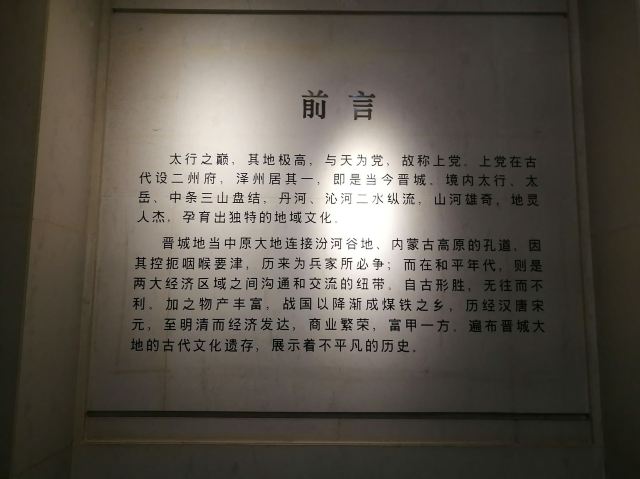 前言
太行之巅，其地极高，与天为党，故称上党。上党在古
代设二州府，泽州居其一，即是当今晋城。境内太行、太
岳、中条三山盘结，丹河、沁河二水纵流，山河雄奇，地灵
人杰，孕育出独特的地域文化。
晋城地当中原大地连接汾河谷地、内蒙古高原的孔道，因
其控扼咽喉要津，历来为兵家所必争；而在和平年代，则是
两大经济区域之间沟通和交流的纽带。自古形胜，无往而不
利。加之物产丰富，战国以降渐成煤铁之乡，历经汉唐宋
元，至明清而经济发达，商业繁荣，富甲一方。遍布晋城大
地的古代文化遗存，展示着不平凡的历史。